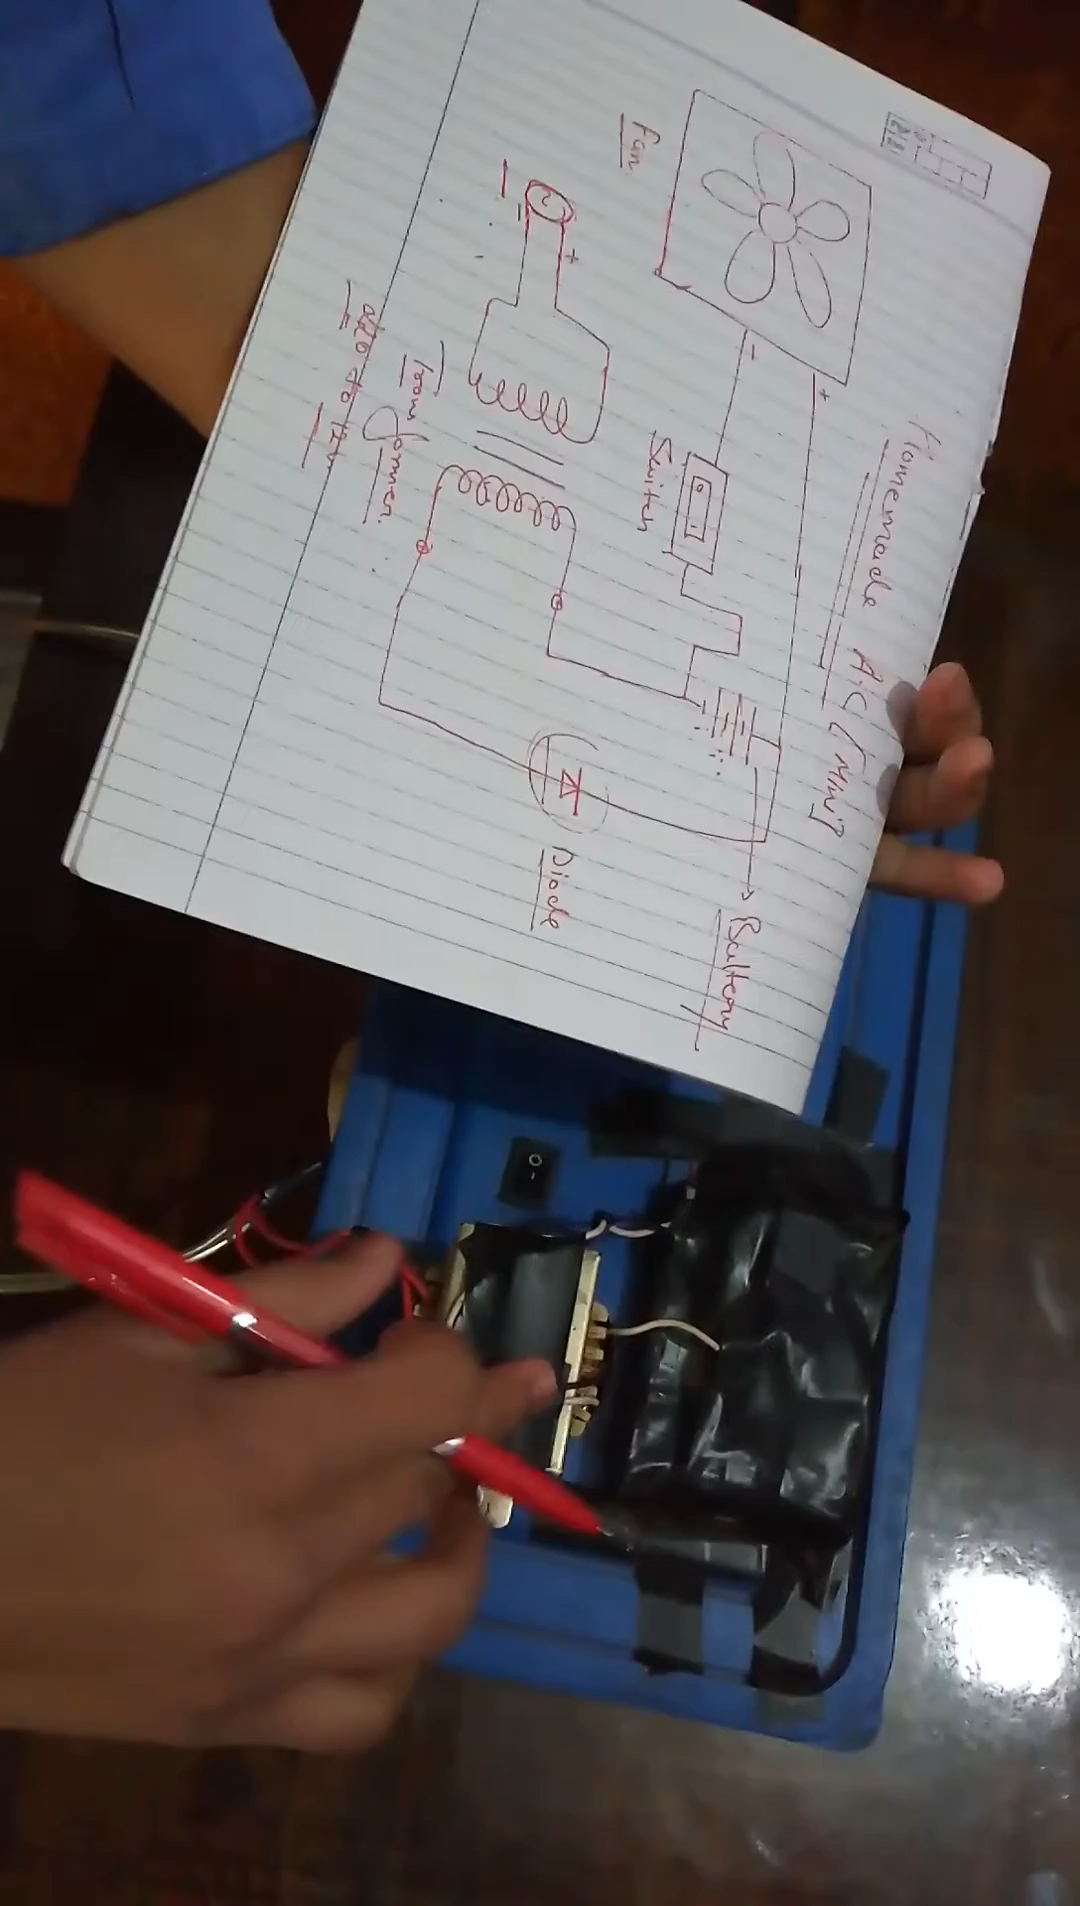 Homemade A.C (MINI)
Fan
Switch
Battery
Transformer
220 to 12v
Diode
+
-
+
-